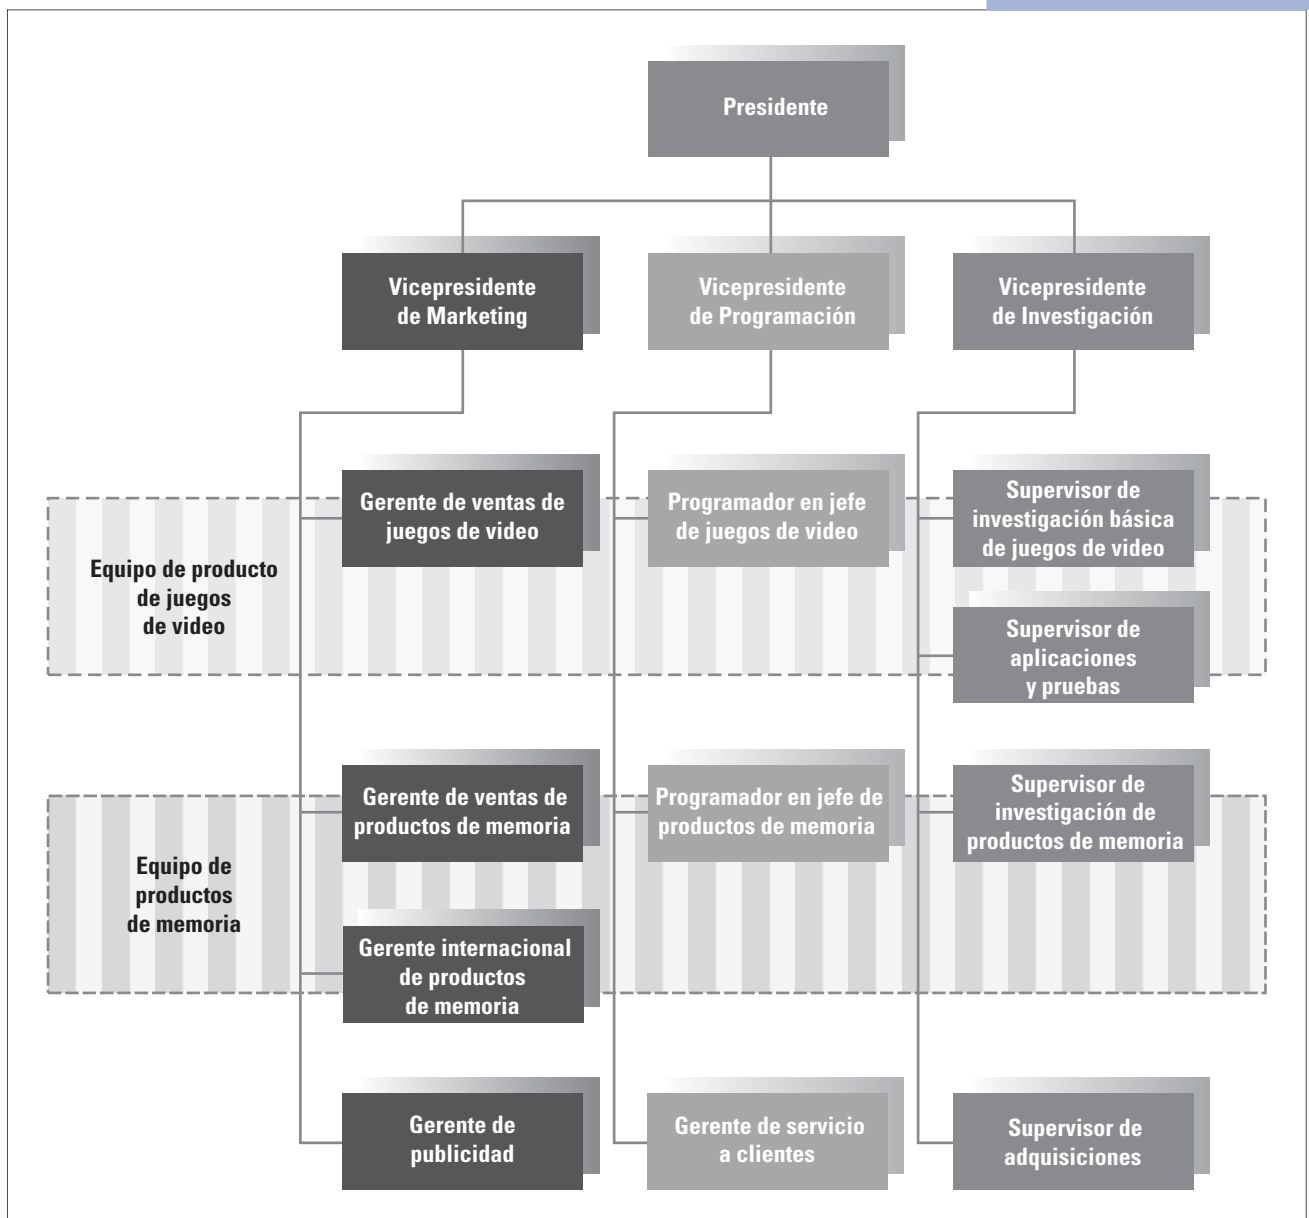 Presidente
Vicepresidente
de Marketing
Vicepresidente
de Programación
Vicepresidente
de Investigación
Equipo de producto
de juegos
de video
Gerente de ventas de
juegos de video
Programador en jefe
de juegos de video
Supervisor de
investigación básica
de juegos de video
Supervisor de
aplicaciones
y pruebas
Equipo de
productos
de memoria
Gerente de ventas de
productos de memoria
Programador en jefe de
productos de memoria
Supervisor de
investigación de
productos de memoria
Gerente internacional
de productos
de memoria
Gerente de
publicidad
Gerente de servicio
a clientes
Supervisor de
adquisiciones